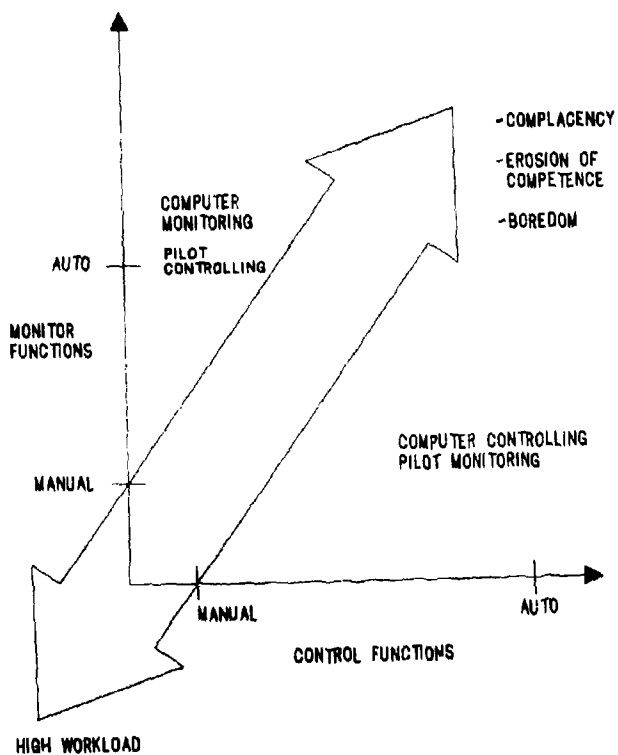 -COMPLACENCY
-EROSION OF
COMPETENCE
-BOREDOM
COMPUTER
MONITORING
PILOT
CONTROLLING
AUTO
MONITOR
FUNCTIONS
COMPUTER CONTROLLING
PILOT MONITORING
MANUAL
MANUAL
AUTO
CONTROL FUNCTIONS
HIGH WORKLOAD